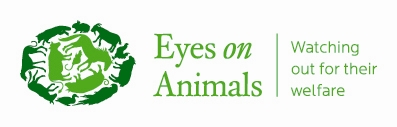 Eyes on
Animals
Watching
out for their
welfare